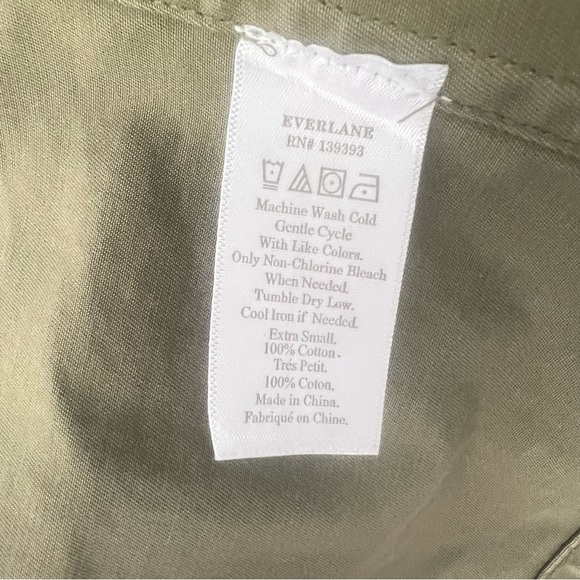 EVERLANE
RN# 139393
Machine Wash Cold
Gentle Cycle
With Like Colors.
Only Non-Chlorine Bleach
When Needed.
Tumble Dry Low.
Cool Iron if Needed.
Extra Small.
100% Cotton.
Trés Petit.
100% Coton.
Made in China.
Fabriqué en Chine.